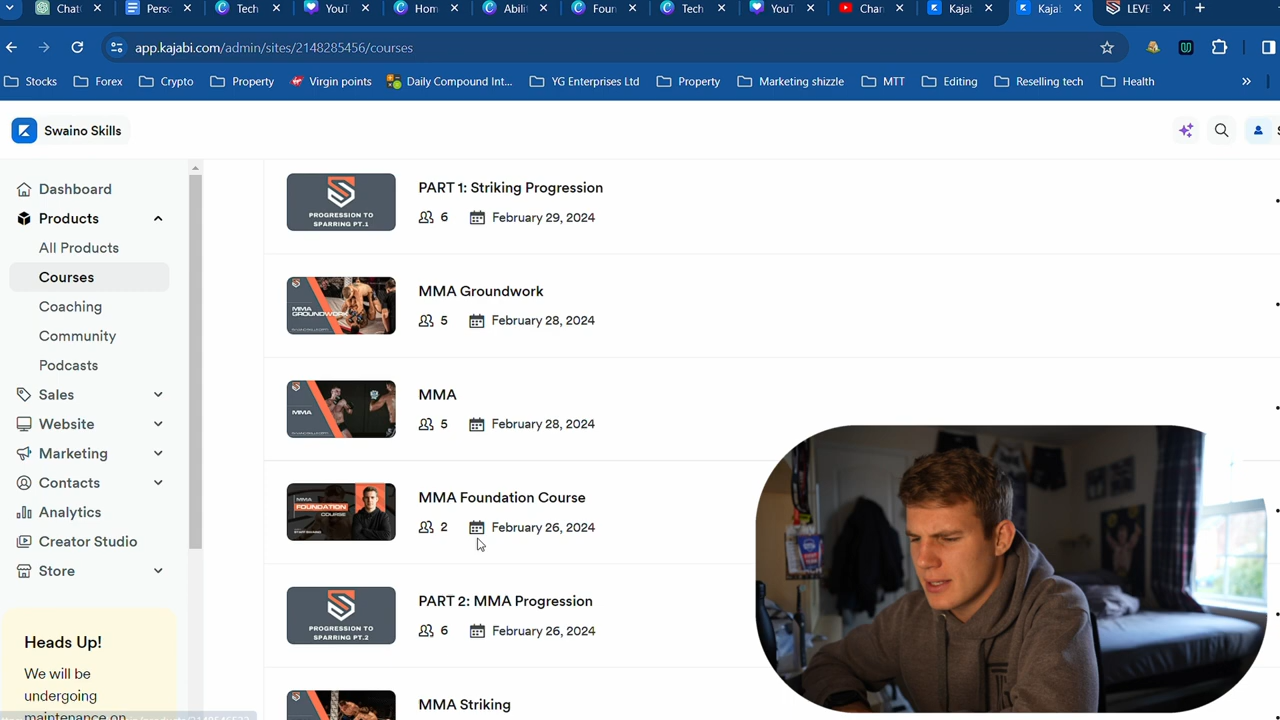 Chat(
Persc
Tech
YouT
Hom
Abili
Foun
Tech
YouT
Char
Kajal
Kajal
LEVE
app.kajabi.com/admin/sites/2148285456/courses
Stocks
Forex
Crypto
Property
Virgin points
Daily Compound Int...
YG Enterprises Ltd
Property
Marketing shizzle
MTT
Editing
Reselling tech
Health
Swaino Skills
Dashboard
Products
All Products
Courses
Coaching
Community
Podcasts
Sales
Website
Marketing
Contacts
Analytics
Creator Studio
Store
Heads Up!
We will be
undergoing
maintenance on
PROGRESSION TO
SPARRING PT.1
PART 1: Striking Progression
6 February 29, 2024
MMA
GROUNDWORK
MMA Groundwork
5 February 28, 2024
MMA
MMA
5 February 28, 2024
MMA
FOUNDATION
COURSE
MMA Foundation Course
2 February 26, 2024
PROGRESSION TO
SPARRING PT.2
PART 2: MMA Progression
6 February 26, 2024
MMA Striking